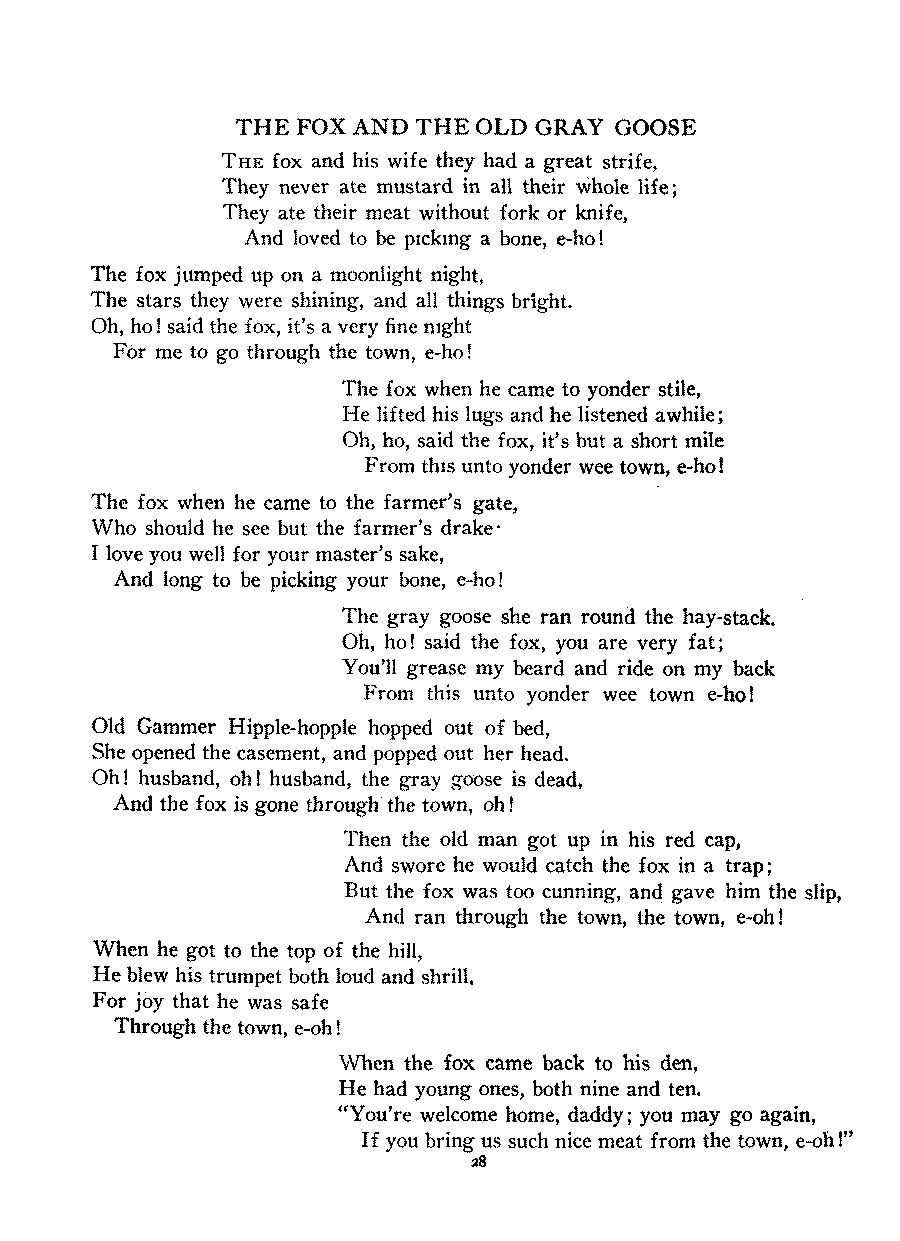 THE FOX AND THE OLD GRAY GOOSE
THE fox and his wife they had a great strife,
They never ate mustard in all their whole life;
They ate their meat without fork or knife,
And loved to be picking a bone, e-ho!
The fox jumped up on a moonlight night,
The stars they were shining, and all things bright.
Oh, ho! said the fox, it's a very fine night
For me to go through the town, e-ho!
The fox when he came to yonder stile,
He lifted his lugs and he listened awhile;
Oh, ho, said the fox, it's but a short mile
From this unto yonder wee town, e-ho!
The fox when he came to the farmer's gate,
Who should he see but the farmer's drake·
I love you well for your master's sake,
And long to be picking your bone, e-ho!
The gray goose she ran round the hay-stack.
Oh, ho! said the fox, you are very fat;
You'll grease my beard and ride on my back
From this unto yonder wee town e-ho!
Old Gammer Hipple-hopple hopped out of bed,
She opened the casement, and popped out her head.
Oh! husband, oh! husband, the gray goose is dead,
And the fox is gone through the town, oh!
Then the old man got up in his red cap,
And swore he would catch the fox in a trap;
But the fox was too cunning, and gave him the slip,
And ran through the town, the town, e-oh!
When he got to the top of the hill,
He blew his trumpet both loud and shrill.
For joy that he was safe
Through the town, e-oh!
When the fox came back to his den,
He had young ones, both nine and ten.
"You're welcome home, daddy; you may go again,
If you bring us such nice meat from the town, e-oh!"
28